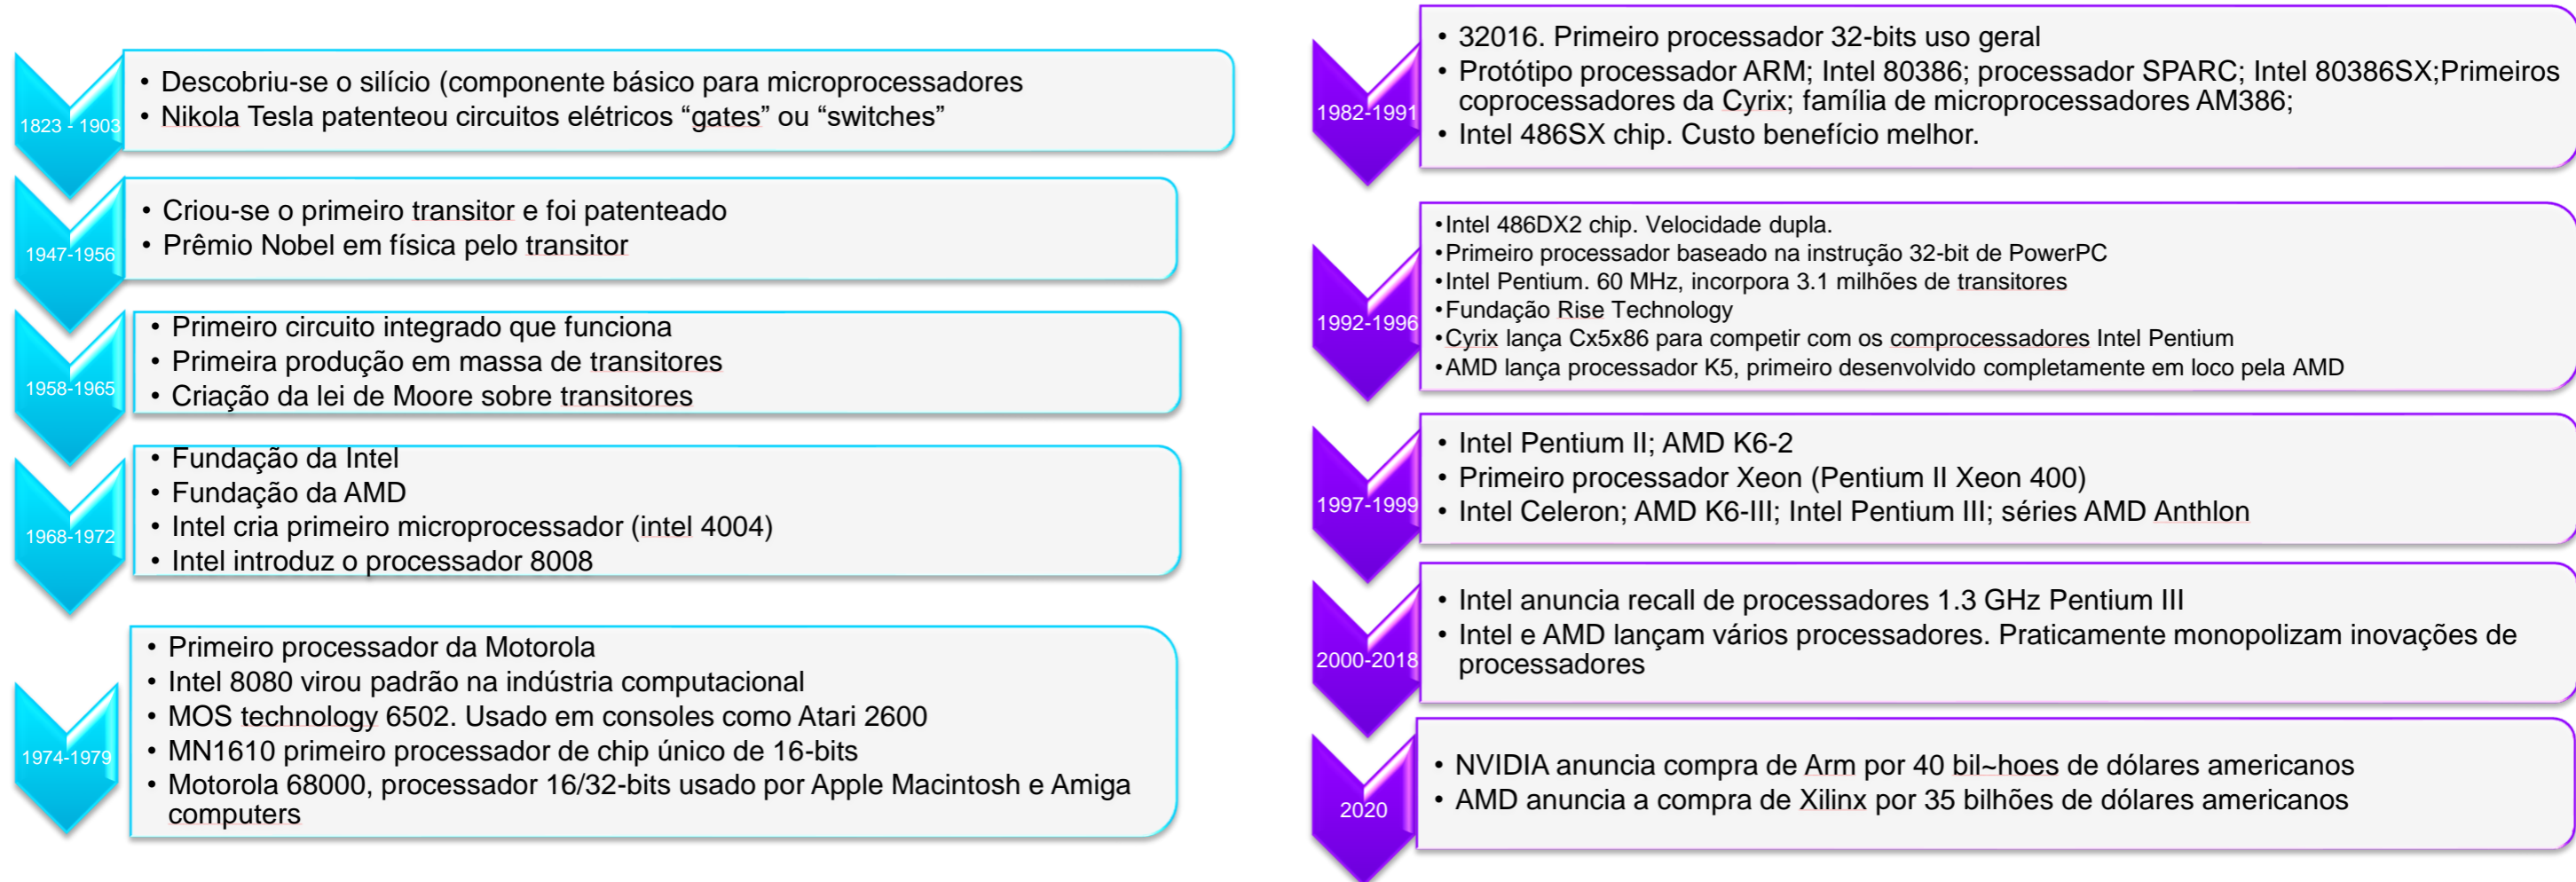 1823 - 1903
• Descobriu-se o silício (componente básico para microprocessadores
• Nikola Tesla patenteou circuitos elétricos “gates” ou “switches”
1947-1956
• Criou-se o primeiro transitor e foi patenteado
• Prêmio Nobel em física pelo transitor
1958-1965
• Primeiro circuito integrado que funciona
• Primeira produção em massa de transitores
• Criação da lei de Moore sobre transitores
1968-1972
• Fundação da Intel
• Fundação da AMD
• Intel cria primeiro microprocessador (intel 4004)
• Intel introduz o processador 8008
1974-1979
• Primeiro processador da Motorola
• Intel 8080 virou padrão na indústria computacional
• MOS technology 6502. Usado em consoles como Atari 2600
• MN1610 primeiro processador de chip único de 16-bits
• Motorola 68000, processador 16/32-bits usado por Apple Macintosh e Amiga
computers
1982-1991
• 32016. Primeiro processador 32-bits uso geral
• Protótipo processador ARM; Intel 80386; processador SPARC; Intel 80386SX;Primeiros
coprocessadores da Cyrix; família de microprocessadores AM386;
• Intel 486SX chip. Custo benefício melhor.
1992-1996
•Intel 486DX2 chip. Velocidade dupla.
•Primeiro processador baseado na instrução 32-bit de PowerPC
•Intel Pentium. 60 MHz, incorpora 3.1 milhões de transitores
•Fundação Rise Technology
•Cyrix lança Cx5x86 para competir com os comprocessadores Intel Pentium
•AMD lança processador K5, primeiro desenvolvido completamente em loco pela AMD
1997-1999
• Intel Pentium II; AMD K6-2
• Primeiro processador Xeon (Pentium II Xeon 400)
• Intel Celeron; AMD K6-III; Intel Pentium III; séries AMD Anthlon
2000-2018
• Intel anuncia recall de processadores 1.3 GHz Pentium III
• Intel e AMD lançam vários processadores. Praticamente monopolizam inovações de
processadores
2020
• NVIDIA anuncia compra de Arm por 40 bil~hoes de dólares americanos
• AMD anuncia a compra de Xilinx por 35 bilhões de dólares americanos